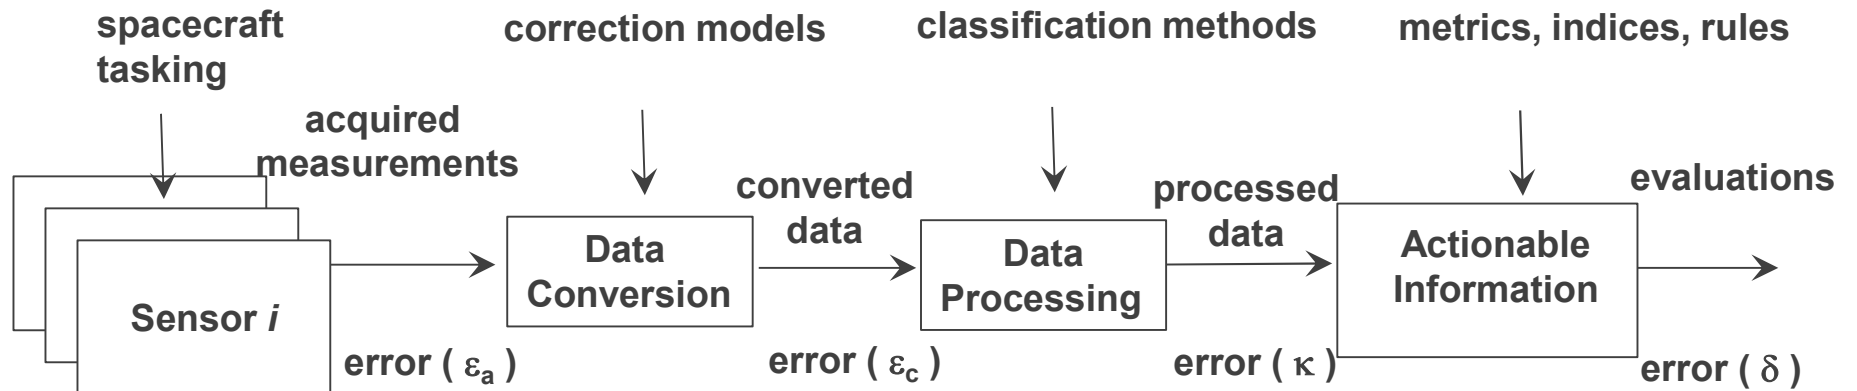 spacecraft
tasking
correction models
classification methods
metrics, indices, rules
acquired
measurements
converted
data
processed
data
evaluations
Sensor i
Data
Conversion
Data
Processing
Actionable
Information
error ( εa )
error ( εc )
error ( κ )
error ( δ )